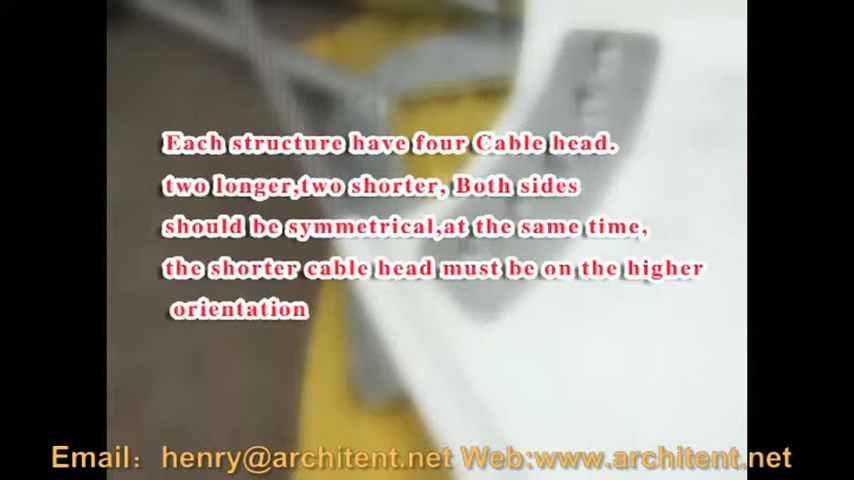 Each structure have four Cable head.
two longer,two shorter, Both sides
should be symmetrical,at the same time,
the shorter cable head must be on the higher
orientation
Email：henry@architent.net Web:www.architent.net